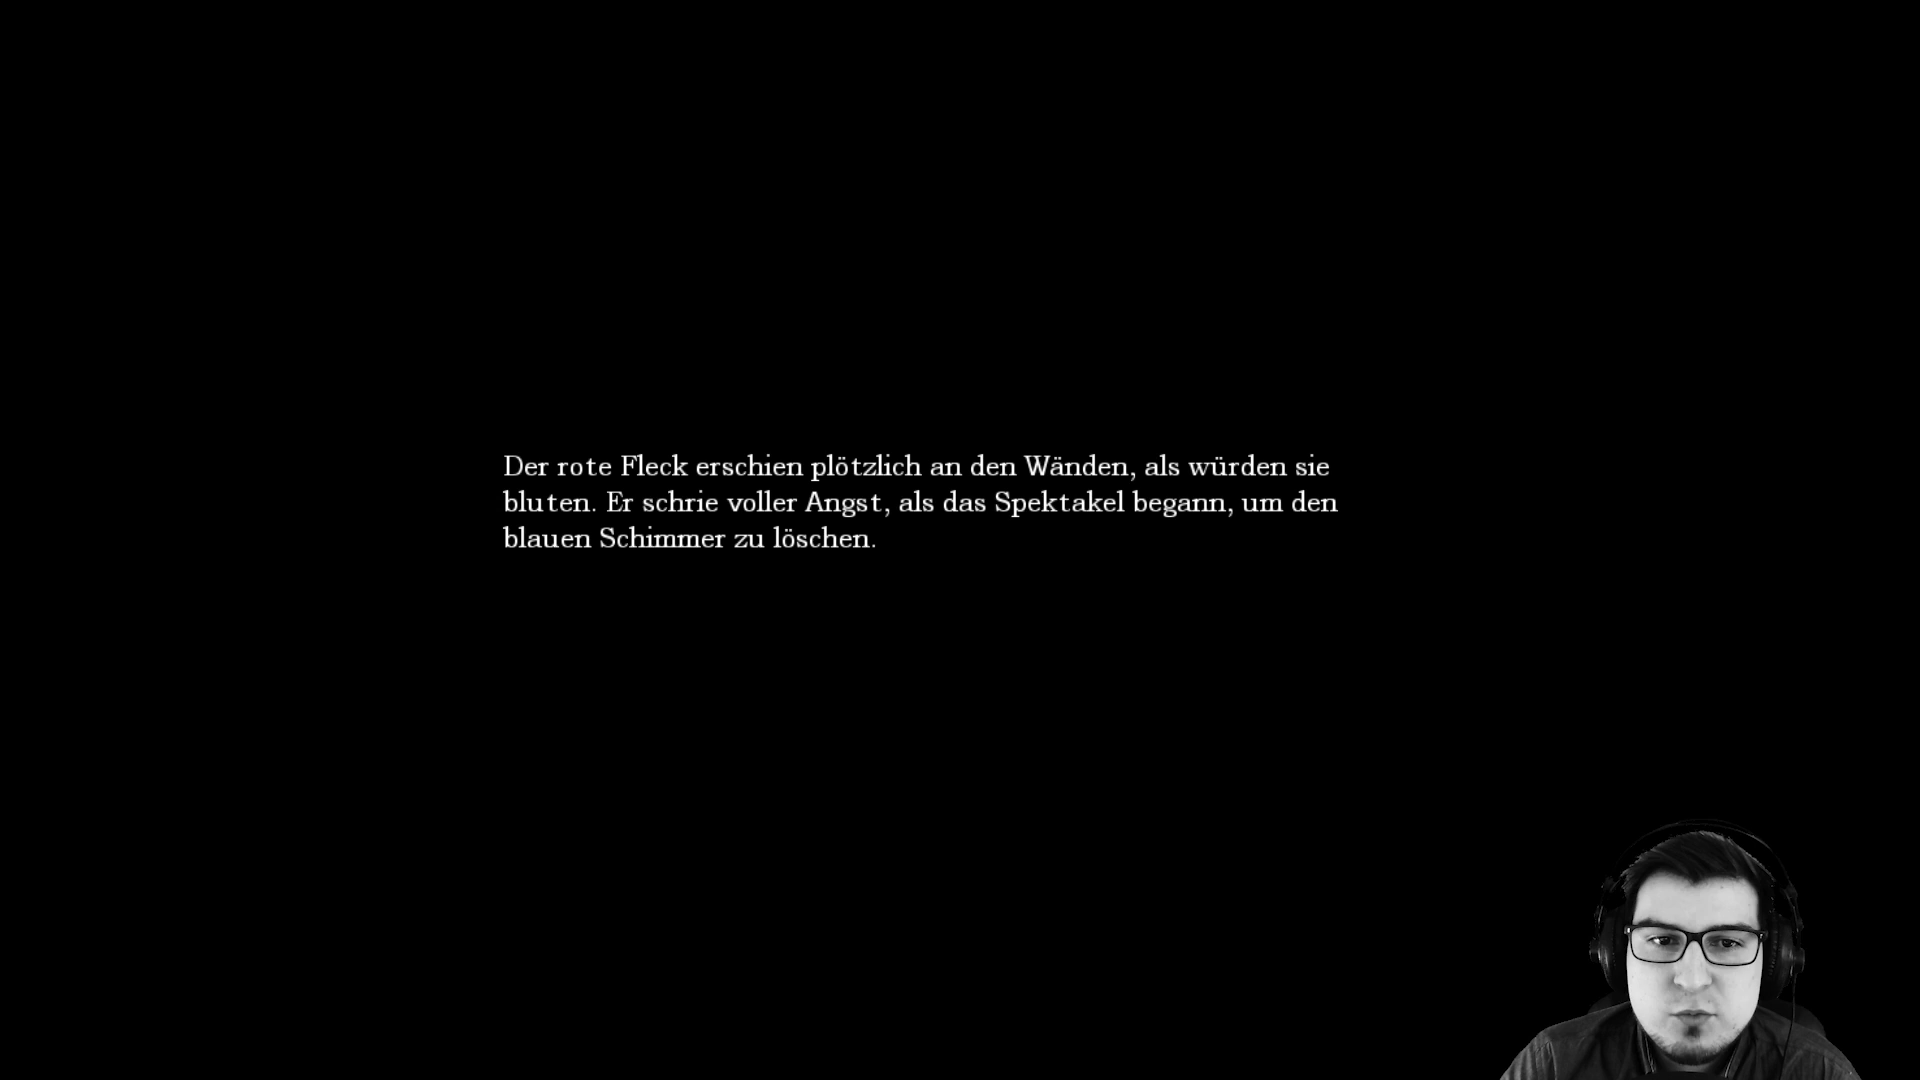 Der rote Fleck erschien plötzlich an den Wänden, als würden sie
bluten. Er schrie voller Angst, als das Spektakel begann, um den
blauen Schimmer zu löschen.